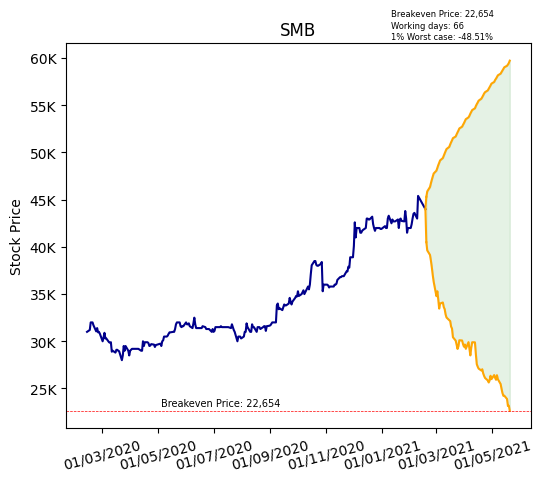 Breakeven Price: 22,654
Working days: 66
1% Worst case: -48.51%
SMB
Stock Price
60K
55K
50K
45K
40K
35K
30K
25K
Breakeven Price: 22,654
01/03/2020
01/05/2020
01/07/2020
01/09/2020
01/11/2020
01/01/2021
01/03/2021
01/05/2021